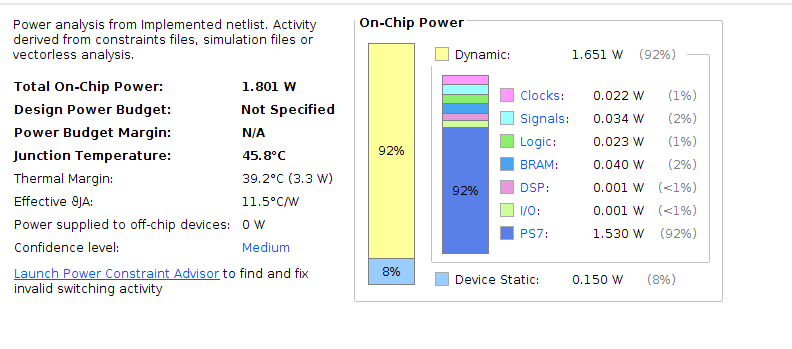 Power analysis from Implemented netlist. Activity
derived from constraints files, simulation files or
vectorless analysis.
Total On-Chip Power: 1.801 W
Design Power Budget: Not Specified
Power Budget Margin: N/A
Junction Temperature: 45.8°C
Thermal Margin: 39.2°C (3.3 W)
Effective ϑJA: 11.5°C/W
Power supplied to off-chip devices: 0 W
Confidence level: Medium
Launch Power Constraint Advisor to find and fix
invalid switching activity
On-Chip Power
92%
8%
Dynamic: 1.651 W (92%)
92%
Clocks: 0.022 W (1%)
Signals: 0.034 W (2%)
Logic: 0.023 W (1%)
BRAM: 0.040 W (2%)
DSP: 0.001 W (<1%)
I/O: 0.001 W (<1%)
PS7: 1.530 W (92%)
Device Static: 0.150 W (8%)